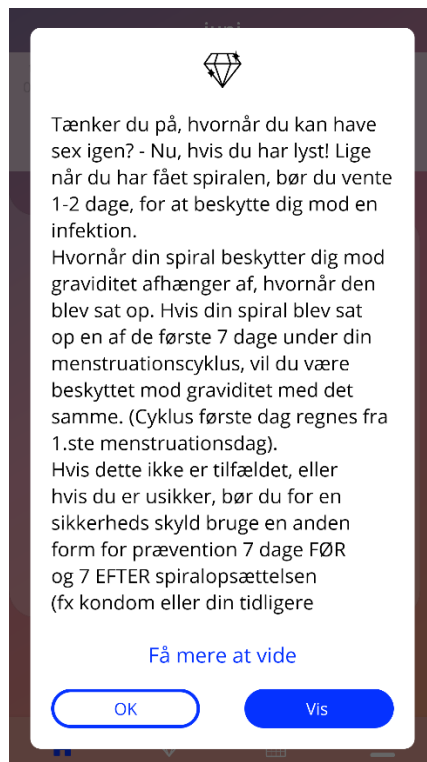 juni
Tænker du på, hvornår du kan have
sex igen? - Nu, hvis du har lyst! Lige
når du har fået spiralen, bør du vente
1-2 dage, for at beskytte dig mod en
infektion.
Hvornår din spiral beskytter dig mod
graviditet afhænger af, hvornår den
blev sat op. Hvis din spiral blev sat
op en af de første 7 dage under din
menstruationscyklus, vil du være
beskyttet mod graviditet med det
samme. (Cyklus første dag regnes fra
1.ste menstruationsdag).
Hvis dette ikke er tilfældet, eller
hvis du er usikker, bør du for en
sikkerheds skyld bruge en anden
form for prævention 7 dage FØR
og 7 EFTER spiralopsættelsen
(fx kondom eller din tidligere
Få mere at vide
OK
Vis